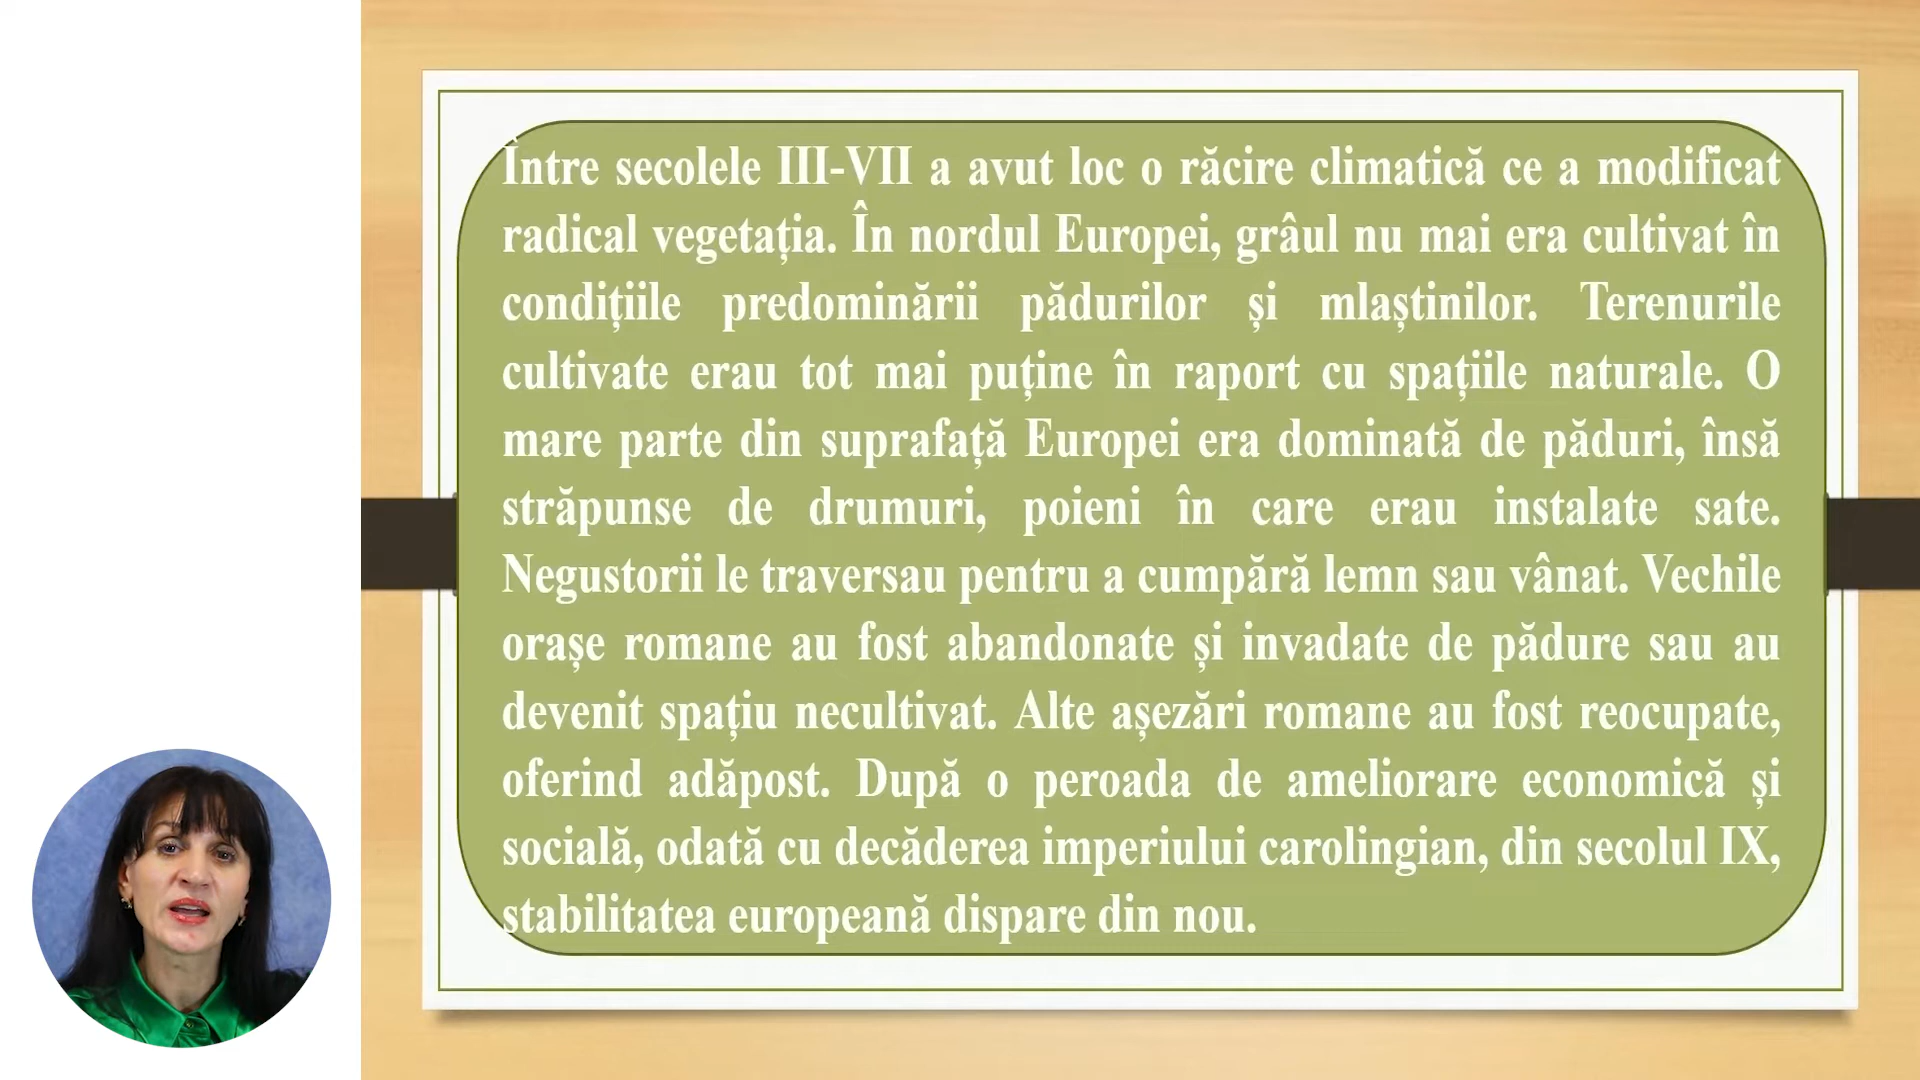 Între secolele III-VII a avut loc o răcire climatică ce a modificat
radical vegetația. În nordul Europei, grâul nu mai era cultivat în
condițiile predominării pădurilor și mlaștinilor. Terenurile
cultivate erau tot mai puține în raport cu spațiile naturale. O
mare parte din suprafață Europei era dominată de păduri, însă
străpunse de drumuri, poieni în care erau instalate sate.
Negustorii le traversau pentru a cumpără lemn sau vânat. Vechile
orașe romane au fost abandonate și invadate de pădure sau au
devenit spațiu necultivat. Alte așezări romane au fost reocupate,
oferind adăpost. După o peroada de ameliorare economică și
socială, odată cu decăderea imperiului carolingian, din secolul IX,
stabilitatea europeană dispare din nou.